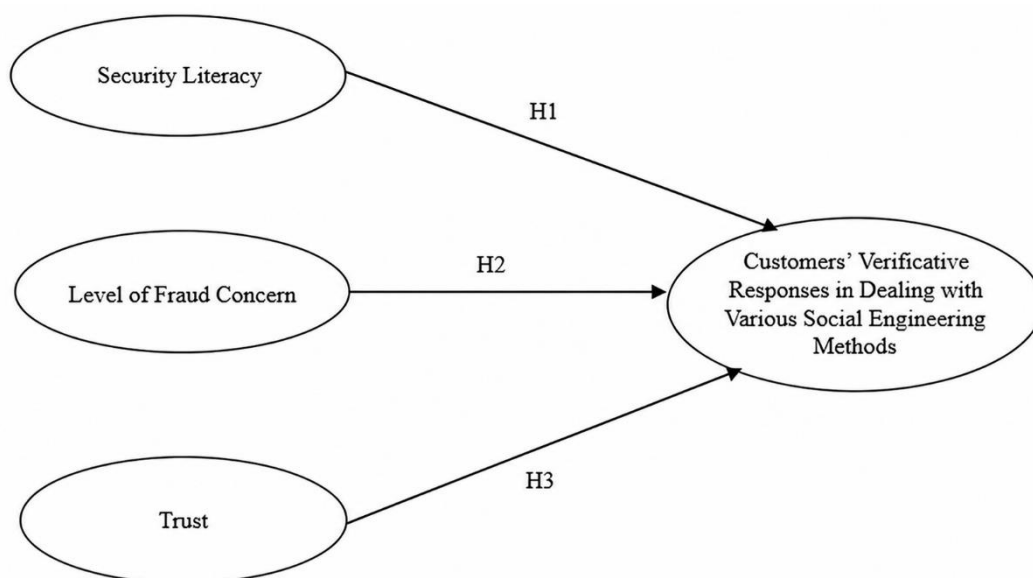 Security Literacy
H1
Level of Fraud Concern
H2
Customers’ Verificative
Responses in Dealing with
Various Social Engineering
Methods
H3
Trust